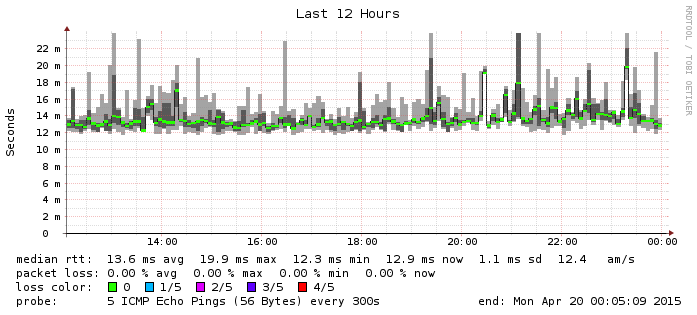 Last 12 Hours
RRDTOOL / TOBI OETIKER
Seconds
22 m
20 m
18 m
16 m
14 m
12 m
10 m
8 m
6 m
4 m
2 m
0
14:00 16:00 18:00 20:00 22:00 00:00
median rtt: 13.6 ms avg 19.9 ms max 12.3 ms min 12.9 ms now 1.1 ms sd 12.4 am/s
packet loss: 0.00 % avg 0.00 % max 0.00 % min 0.00 % now
loss color: 0 1/5 2/5 3/5 4/5
probe: 5 ICMP Echo Pings (56 Bytes) every 300s end: Mon Apr 20 00:05:09 2015